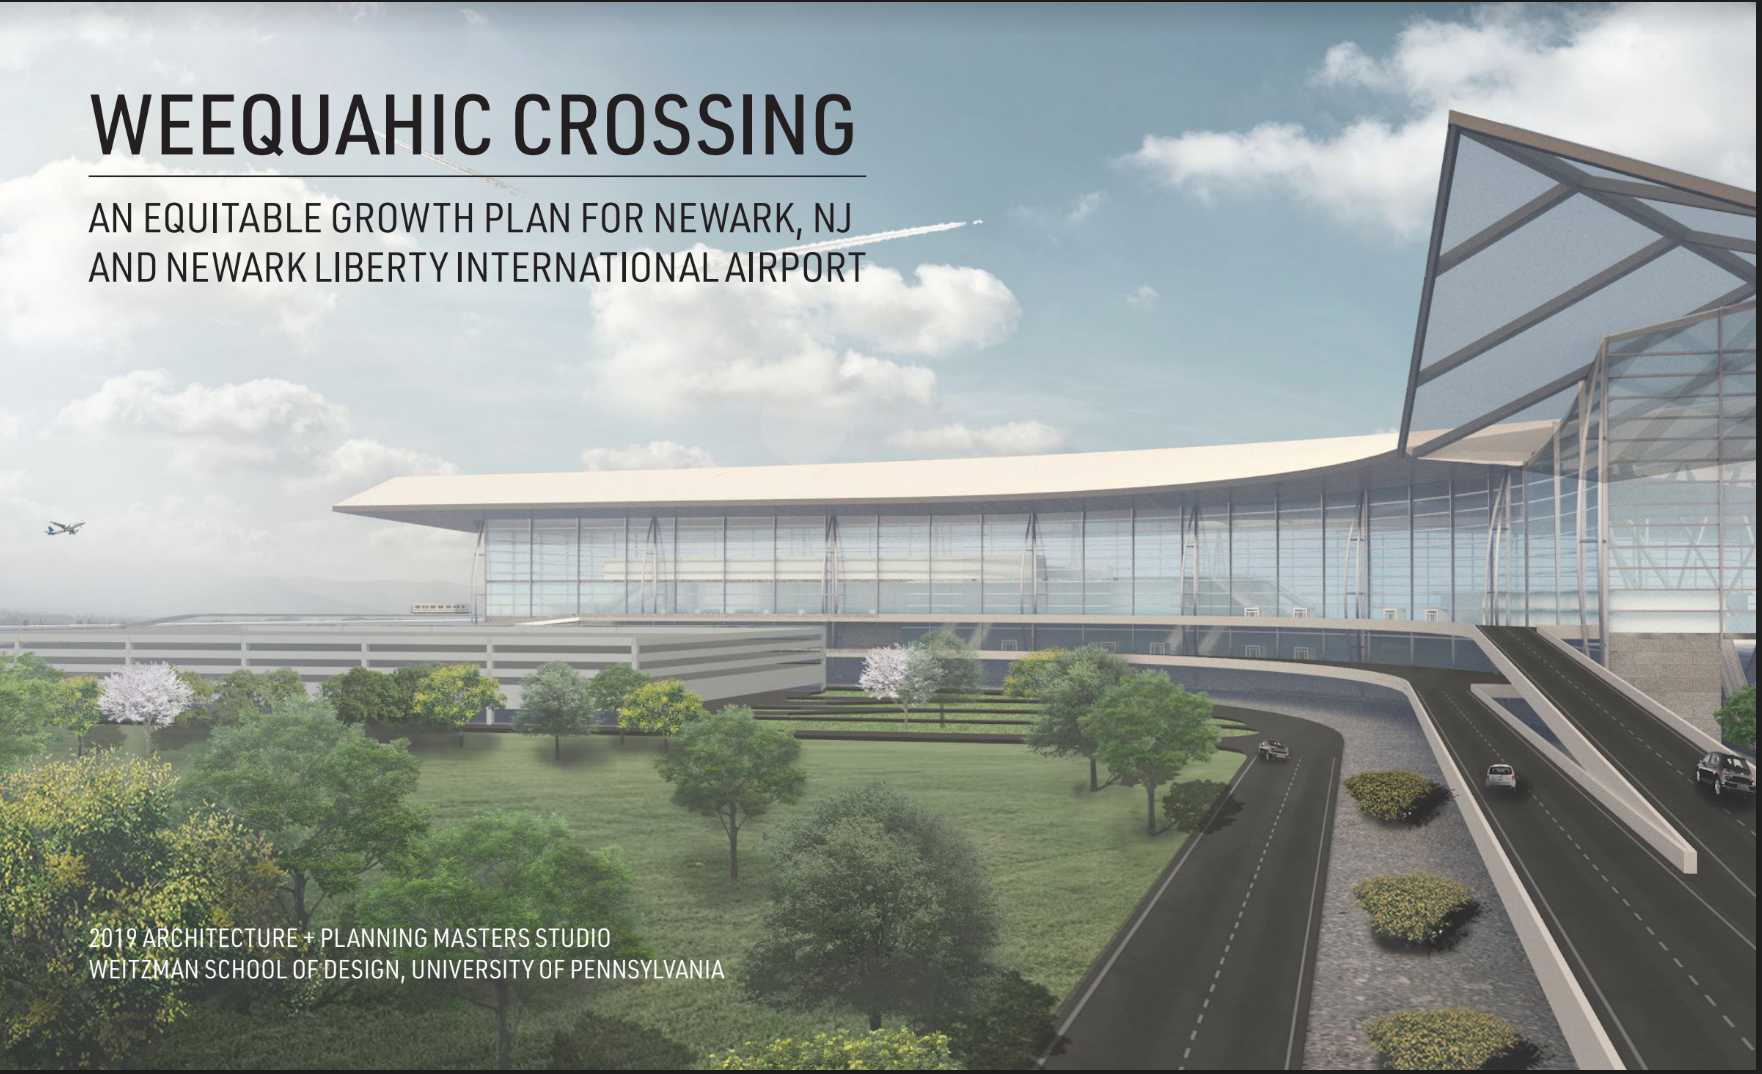 WEEQUAHIC CROSSING
AN EQUITABLE GROWTH PLAN FOR NEWARK, NJ
AND NEWARK LIBERTY INTERNATIONAL AIRPORT
2019 ARCHITECTURE + PLANNING MASTERS STUDIO
WEITZMAN SCHOOL OF DESIGN, UNIVERSITY OF PENNSYLVANIA